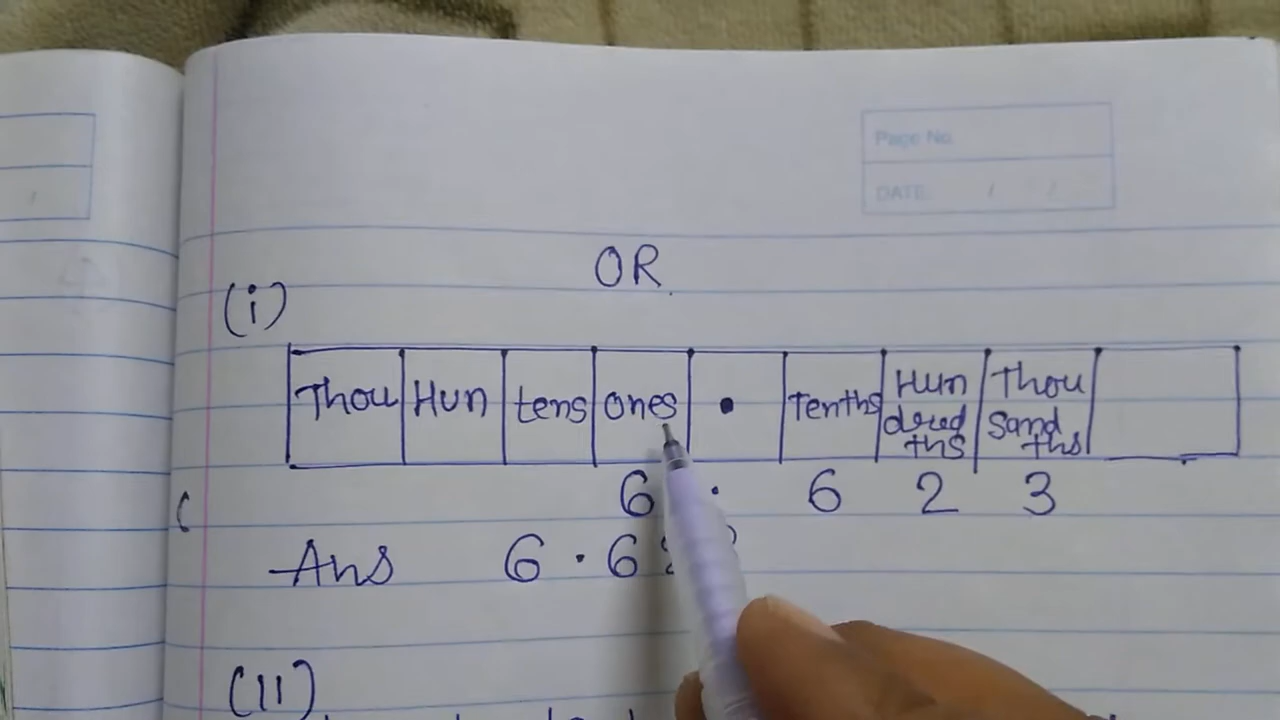 Page No.
DATE: / /
OR
(i)
Thou Hun tens ones • Tenths Hun dred ths Thou sand ths
6 . 6 2 3
Ans 6 . 6
(II)